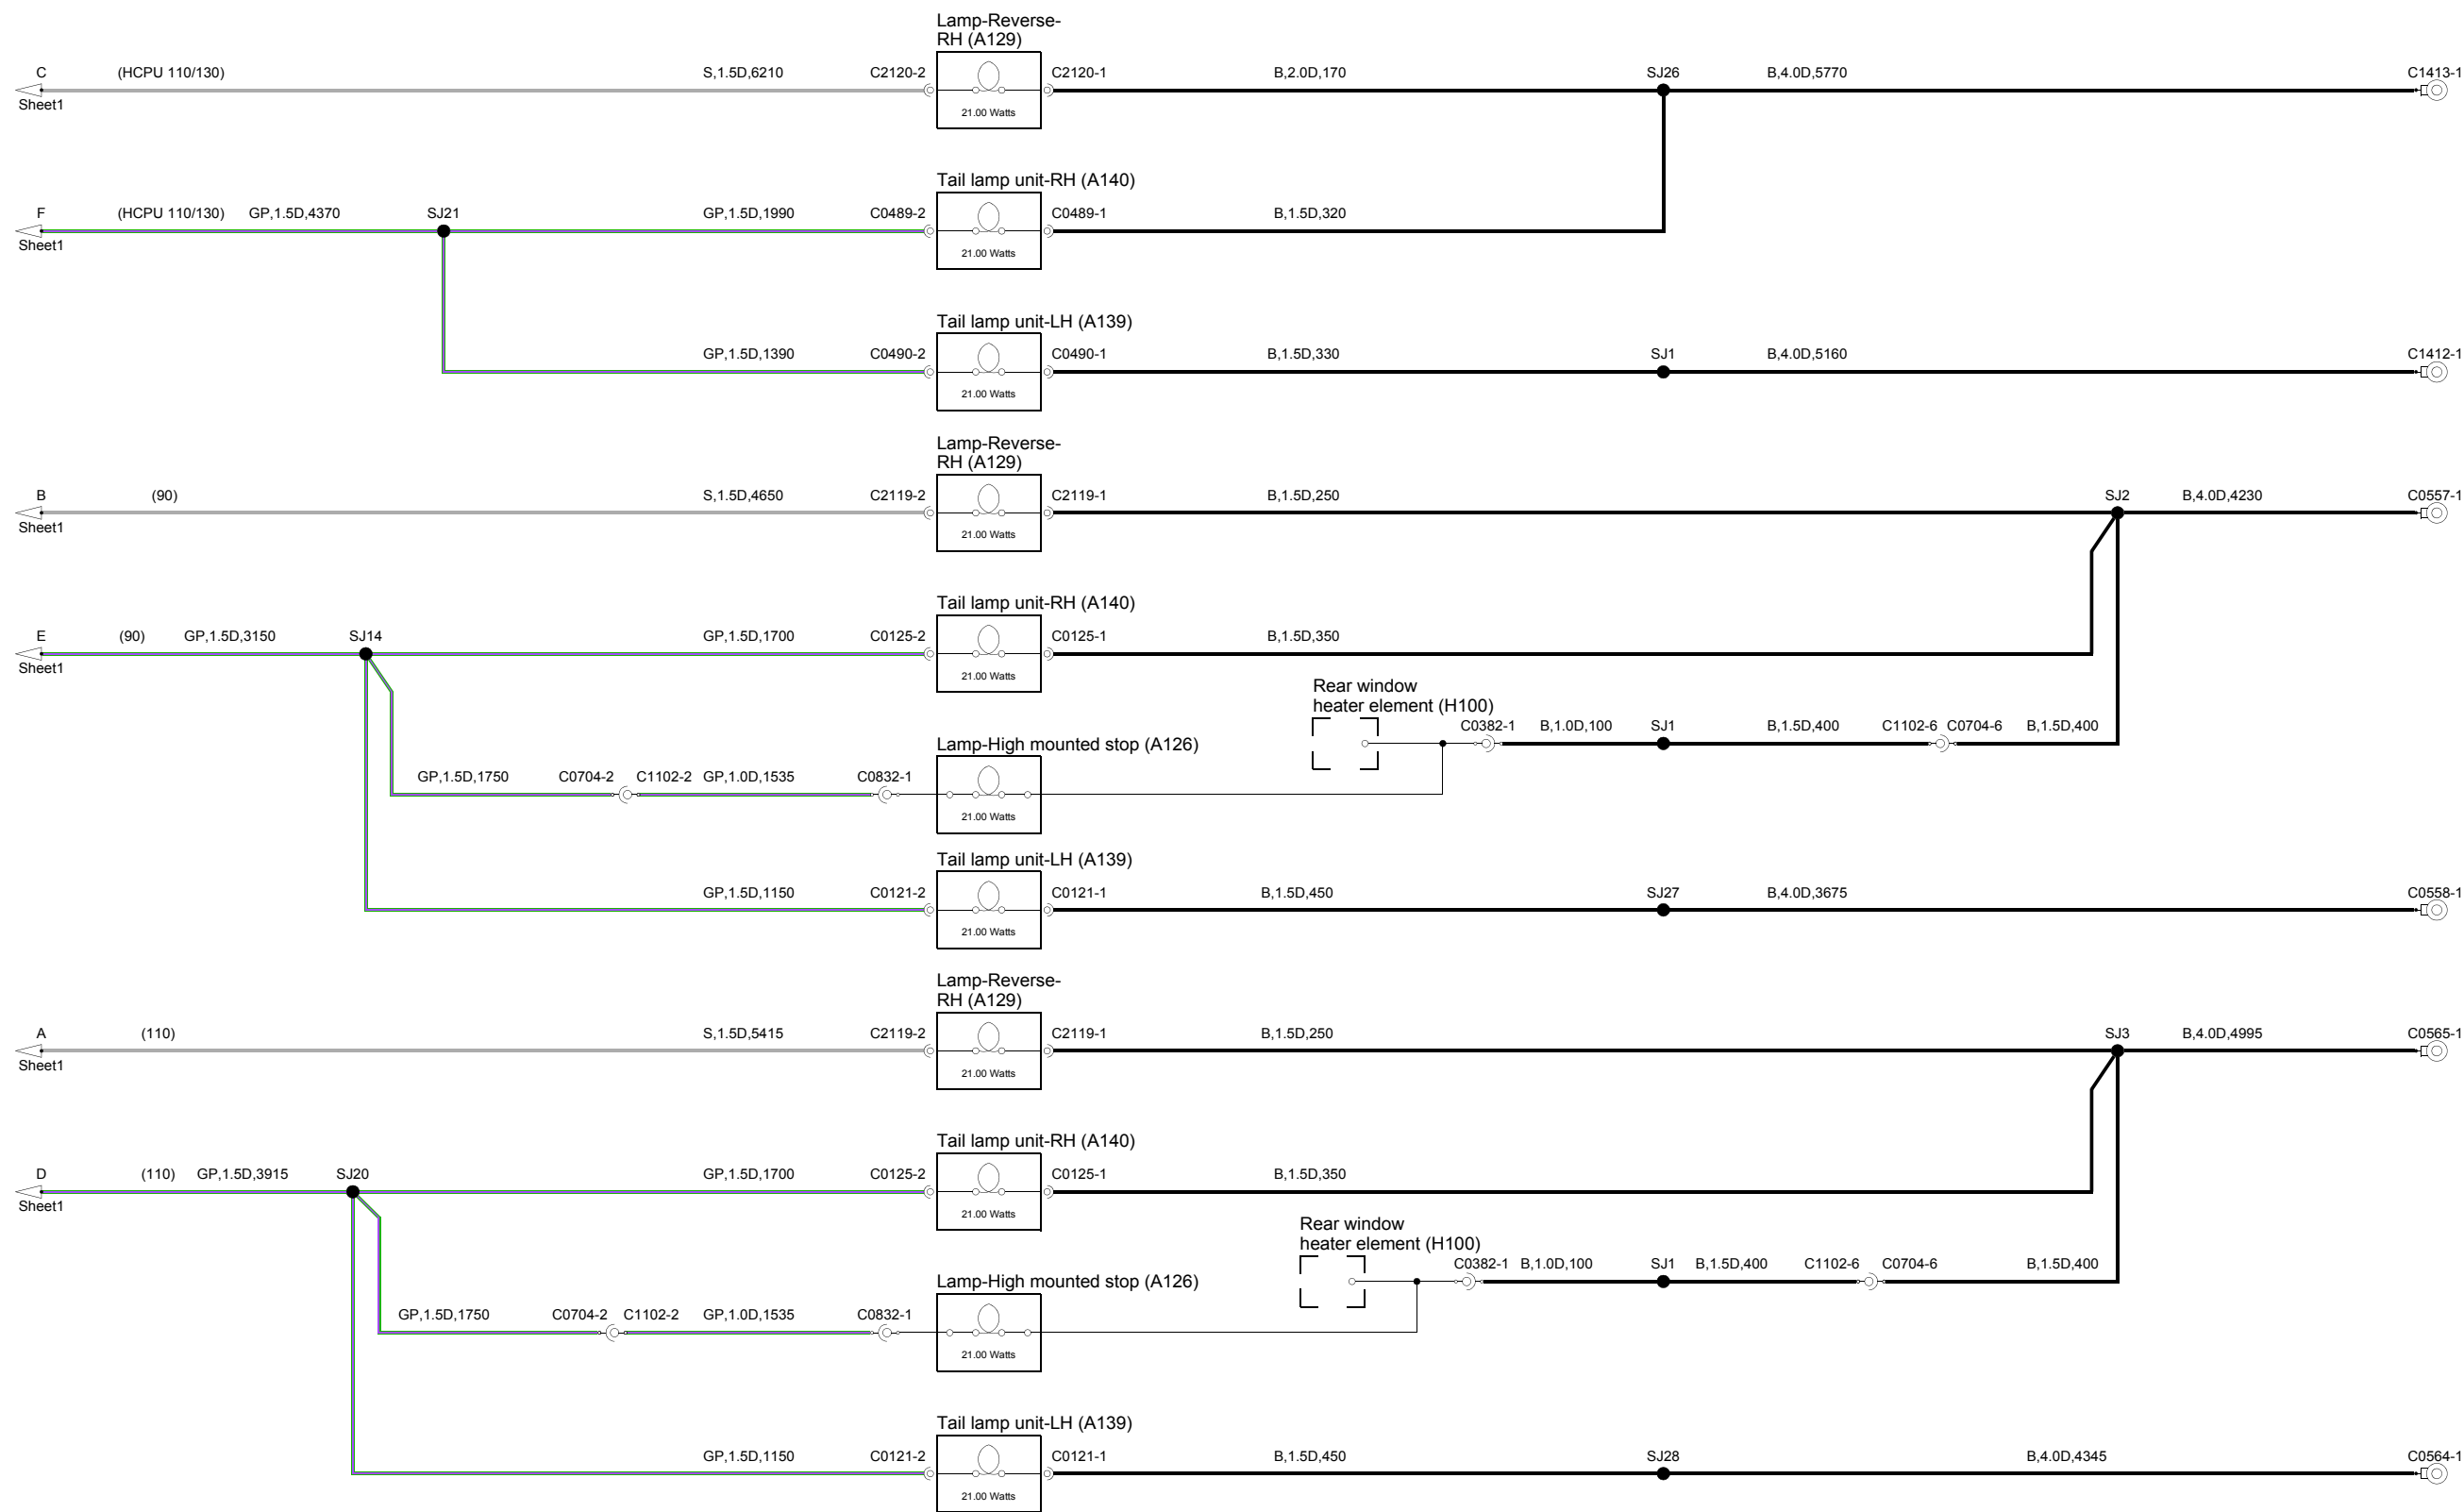 Lamp-Reverse-
RH (A129)
C (HCPU 110/130) S,1.5D,6210 C2120-2 C2120-1 B,2.0D,170 SJ26 B,4.0D,5770 C1413-1
Sheet1
21.00 Watts
Tail lamp unit-RH (A140)
F (HCPU 110/130) GP,1.5D,4370 SJ21 GP,1.5D,1990 C0489-2 C0489-1 B,1.5D,320
Sheet1
21.00 Watts
Tail lamp unit-LH (A139)
GP,1.5D,1390 C0490-2 C0490-1 B,1.5D,330 SJ1 B,4.0D,5160 C1412-1
21.00 Watts
Lamp-Reverse-
RH (A129)
B (90) S,1.5D,4650 C2119-2 C2119-1 B,1.5D,250 SJ2 B,4.0D,4230 C0557-1
Sheet1
21.00 Watts
Tail lamp unit-RH (A140)
E (90) GP,1.5D,3150 SJ14 GP,1.5D,1700 C0125-2 C0125-1 B,1.5D,350
Sheet1
21.00 Watts
Rear window
heater element (H100)
C0382-1 B,1.0D,100 SJ1 B,1.5D,400 C1102-6 C0704-6 B,1.5D,400
Lamp-High mounted stop (A126)
GP,1.5D,1750 C0704-2 C1102-2 GP,1.0D,1535 C0832-1
21.00 Watts
Tail lamp unit-LH (A139)
GP,1.5D,1150 C0121-2 C0121-1 B,1.5D,450 SJ27 B,4.0D,3675 C0558-1
21.00 Watts
Lamp-Reverse-
RH (A129)
A (110) S,1.5D,5415 C2119-2 C2119-1 B,1.5D,250 SJ3 B,4.0D,4995 C0565-1
Sheet1
21.00 Watts
Tail lamp unit-RH (A140)
D (110) GP,1.5D,3915 SJ20 GP,1.5D,1700 C0125-2 C0125-1 B,1.5D,350
Sheet1
21.00 Watts
Rear window
heater element (H100)
C0382-1 B,1.0D,100 SJ1 B,1.5D,400 C1102-6 C0704-6 B,1.5D,400
Lamp-High mounted stop (A126)
GP,1.5D,1750 C0704-2 C1102-2 GP,1.0D,1535 C0832-1
21.00 Watts
Tail lamp unit-LH (A139)
GP,1.5D,1150 C0121-2 C0121-1 B,1.5D,450 SJ28 B,4.0D,4345 C0564-1
21.00 Watts